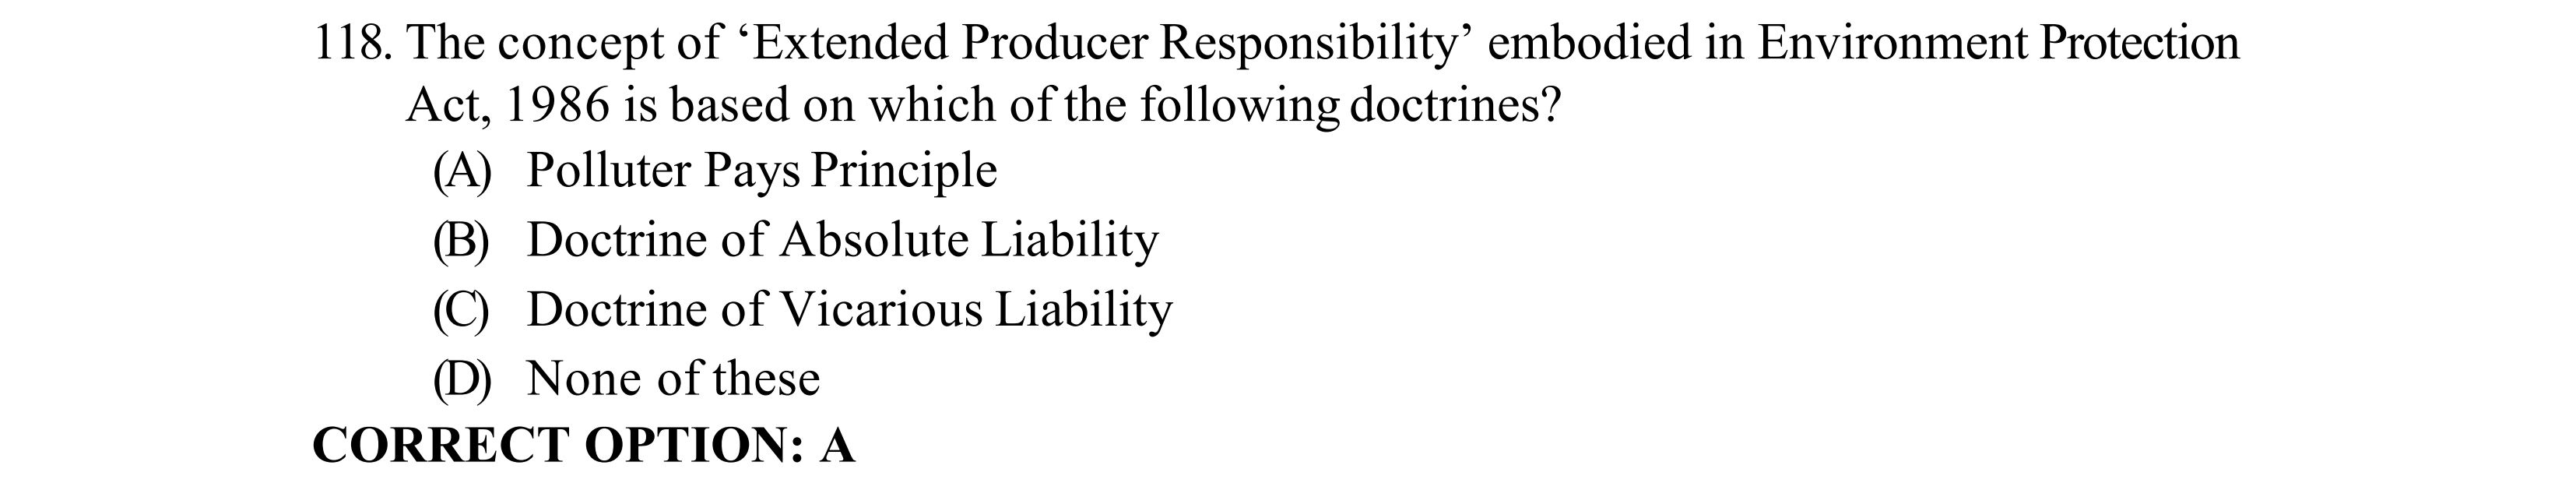 118. The concept of ‘Extended Producer Responsibility’ embodied in Environment Protection
Act, 1986 is based on which of the following doctrines?
(A) Polluter Pays Principle
(B) Doctrine of Absolute Liability
(C) Doctrine of Vicarious Liability
(D) None of these
CORRECT OPTION: A